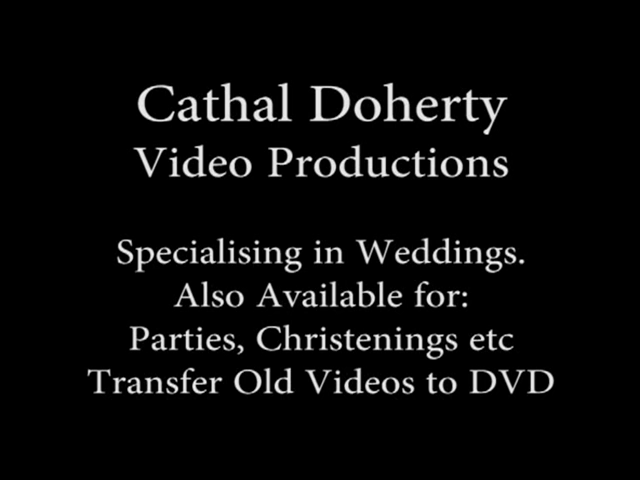 Cathal Doherty
Video Productions
Specialising in Weddings.
Also Available for:
Parties, Christenings etc
Transfer Old Videos to DVD